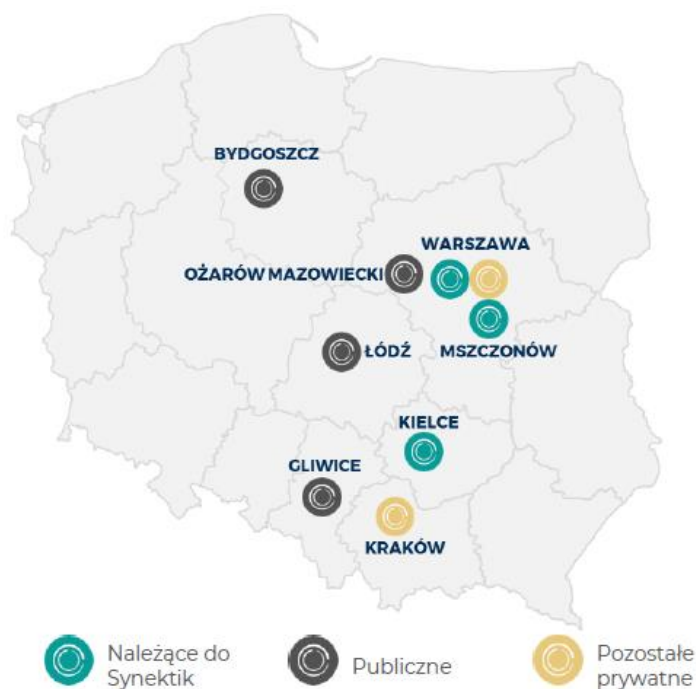 BYDGOSZCZ
WARSZAWA
OŻARÓW MAZOWIECKI
ŁÓDŹ
MSZCZONÓW
KIELCE
GLIWICE
KRAKÓW
Należące do
Synektik
Publiczne
Pozostałe
prywatne